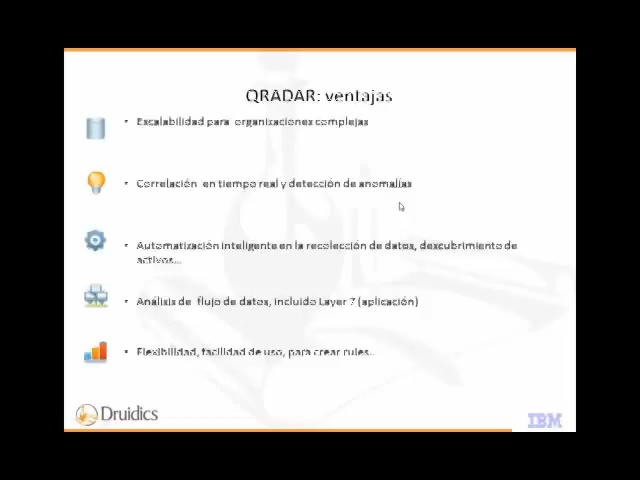 QRADAR: ventajas
• Escalabilidad para organizaciones complejas
• Correlación en tiempo real y detección de anomalías
• Automatización inteligente en la recolección de datos, descubrimiento de
activos...
• Análisis de flujo de datos, incluido Layer 7 (aplicación)
• Flexibilidad, facilidad de uso, para crear rules...
Druidics
IBM